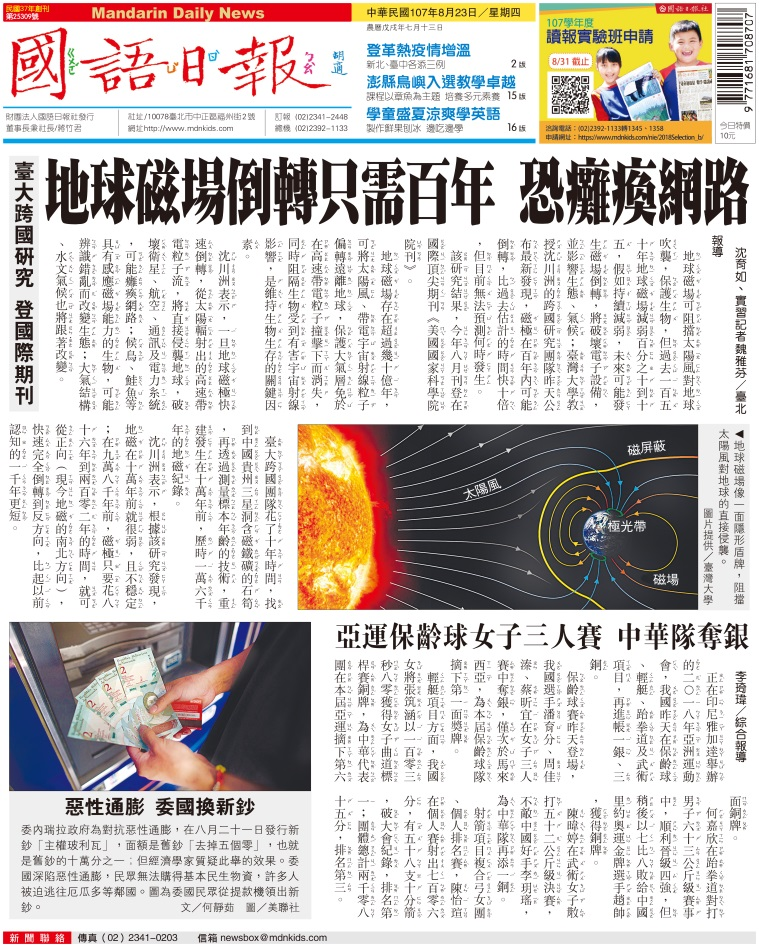 民國37年創刊
第25309號
Mandarin Daily News
國語日報
胡適
財團法人國語日報社發行
董事長兼社長/蔣竹君
社址/10078臺北市中正區福州街2號
網址http://www.mdnkids.com
訂報 (02)2341-2448
總機 (02)2392-1133
中華民國107年8月23日／星期四
農曆戊戌年七月十三日
登革熱疫情增溫
新北、臺中各添三例 2版
澎縣鳥嶼入選教學卓越
課程以章魚為主題 培養多元素養 15版
學童盛夏涼爽學英語
製作鮮果刨冰 邊吃邊學 16版
國語日報社
107學年度
讀報實驗班申請
8/31 截止
洽詢電話：(02)2392-1133轉1345、1358
申請網址：https://www.mdnkids.com/nie/2018Selection_b/
9771681708707
今日特價
10元
地球磁場倒轉只需百年 恐癱瘓網路
臺大跨國研究 登國際期刊
沈育如、實習記者魏雅芬／臺北
報導
地球磁場可阻擋太陽風對地球
吹襲，保護生物，但過去一百五
十年地球磁場減弱百分之十到十
五，假如持續減弱，未來可能發
生磁場倒轉，將破壞電子設備，
並影響生態、氣候；臺灣大學教
授沈川洲的跨國研究團隊昨天公
布最新發現，磁極在百年內可能
倒轉，比過去估計的時間快十倍
，但目前無法預測何時發生。
該研究結果，今年八月刊登在
國際頂尖期刊《美國國家科學院
院刊》。
地球磁場存在超過幾十億年，
可將太陽風、帶電宇宙射線粒子
偏轉遠離地球，保護大氣層免於
在高速帶電粒子撞擊下而消失，
同時阻隔生物受到有害宇宙射線
影響，是維持生物生存的關鍵因
素。
沈川洲表示，一旦地球磁極快
速倒轉，從太陽輻射出的高速帶
電粒子流，將直接侵襲地球，破
壞衛星、航空、通訊及電力系統
，可能癱瘓網路；候鳥、鮭魚等
具有感應磁場能力的生物，可能
辨識錯亂而改變生態；大氣結構
、水文氣候也將跟著改變。
臺大跨國團隊花了十年時間，找
到中國貴州三星洞含磁鐵礦的石筍
，再透過測量標本年齡的技術，重
建發生在十萬年前，歷時一萬六千
年的地磁紀錄。
沈川洲表示，根據該研究發現，
地磁在十萬年前就很弱，且不穩定
；在九萬八千年前，磁極只要花八
十六年到兩百零二年的時間，就可
從正向（現今地磁的南北方向），
快速完全倒轉到反方向，比起以前
認知的一千年更短。
太陽風
磁屏蔽
極光帶
磁場
◀地球磁場像一面隱形盾牌，阻擋
太陽風對地球的直接侵襲。
圖片提供／臺灣大學
亞運保齡球女子三人賽 中華隊奪銀
李琦瑋／綜合報導
正在印尼雅加達舉辦
的二〇一八年亞洲運動
會，我國昨天在保齡球
、輕艇、跆拳道及武術
項目，再進帳一銀、三
銅。
保齡球賽昨天登場，
我國選手潘育分、周佳
溱、蔡昕宜在女子三人
賽中奪銀，僅次於馬來
西亞，為本屆保齡球隊
摘下第一面獎牌。
輕艇項目方面，我國
女將張筑涵以一百零三
秒八零獲得女子曲道標
桿賽銅牌，為中華代表
團在本屆亞運摘下第六
面銅牌。
何嘉欣在跆拳道對打
男子六十三公斤級賽事
中，順利晉級四強，但
稍後以七比八敗給中國
里約奧運金牌選手趙帥
，獲得銅牌。
陳暐婷在武術女子散
打五十二公斤級決賽，
不敵中國好手李玥瑤，
為中華隊再添一銅。
射箭項目複合弓女團
、個人排名賽，陳怡瑄
在個人賽射出七百零六
分，有五十八支十分箭
，破大會紀錄，排名第
一；團體總計兩千零八
十五分，排名第三。
惡性通膨 委國換新鈔
委內瑞拉政府為對抗惡性通膨，在八月二十一日發行新
鈔「主權玻利瓦」，面額是舊鈔「去掉五個零」，也就
是舊鈔的十萬分之一；但經濟學家質疑此舉的效果。委
國深陷惡性通膨，民眾無法購得基本民生物資，許多人
被迫逃往厄瓜多等鄰國。圖為委國民眾從提款機領出新
鈔。 文／何靜茹 圖／美聯社
新聞聯絡 傳真（02）2341-0203 信箱 newsbox@mdnkids.com